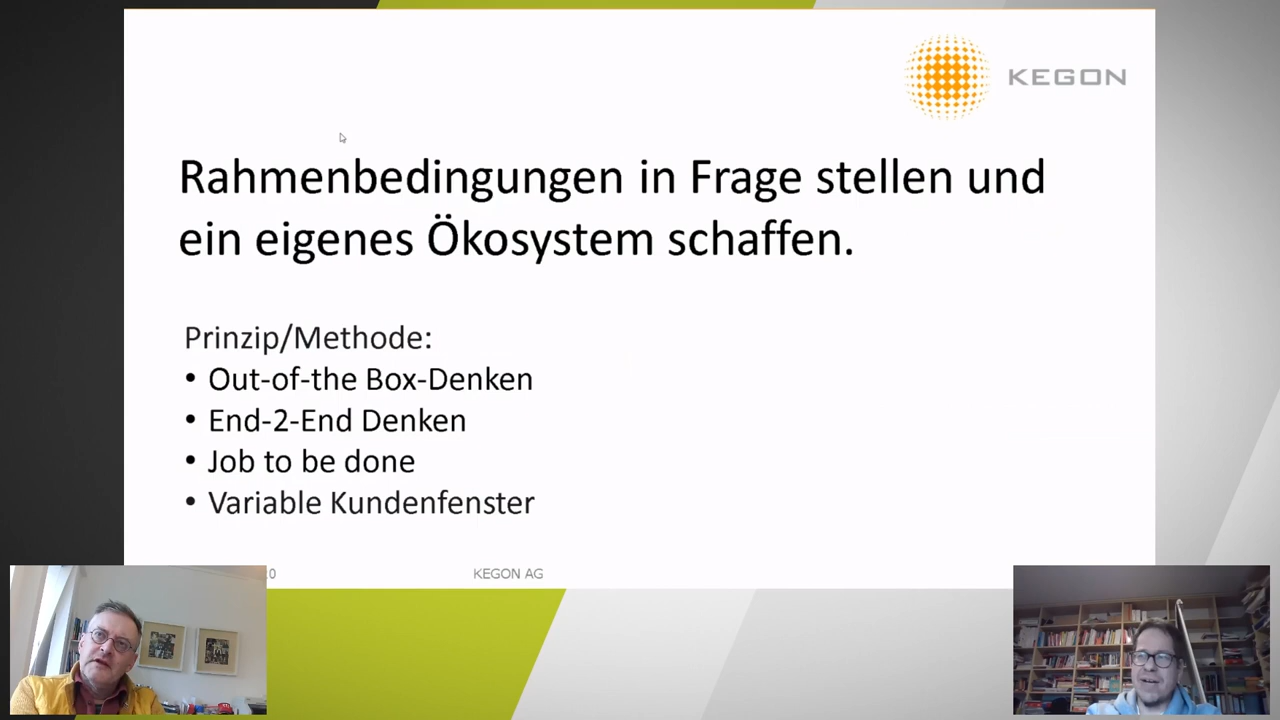 KEGON
Rahmenbedingungen in Frage stellen und
ein eigenes Ökosystem schaffen.
Prinzip/Methode:
• Out-of-the Box-Denken
• End-2-End Denken
• Job to be done
• Variable Kundenfenster
KEGON AG